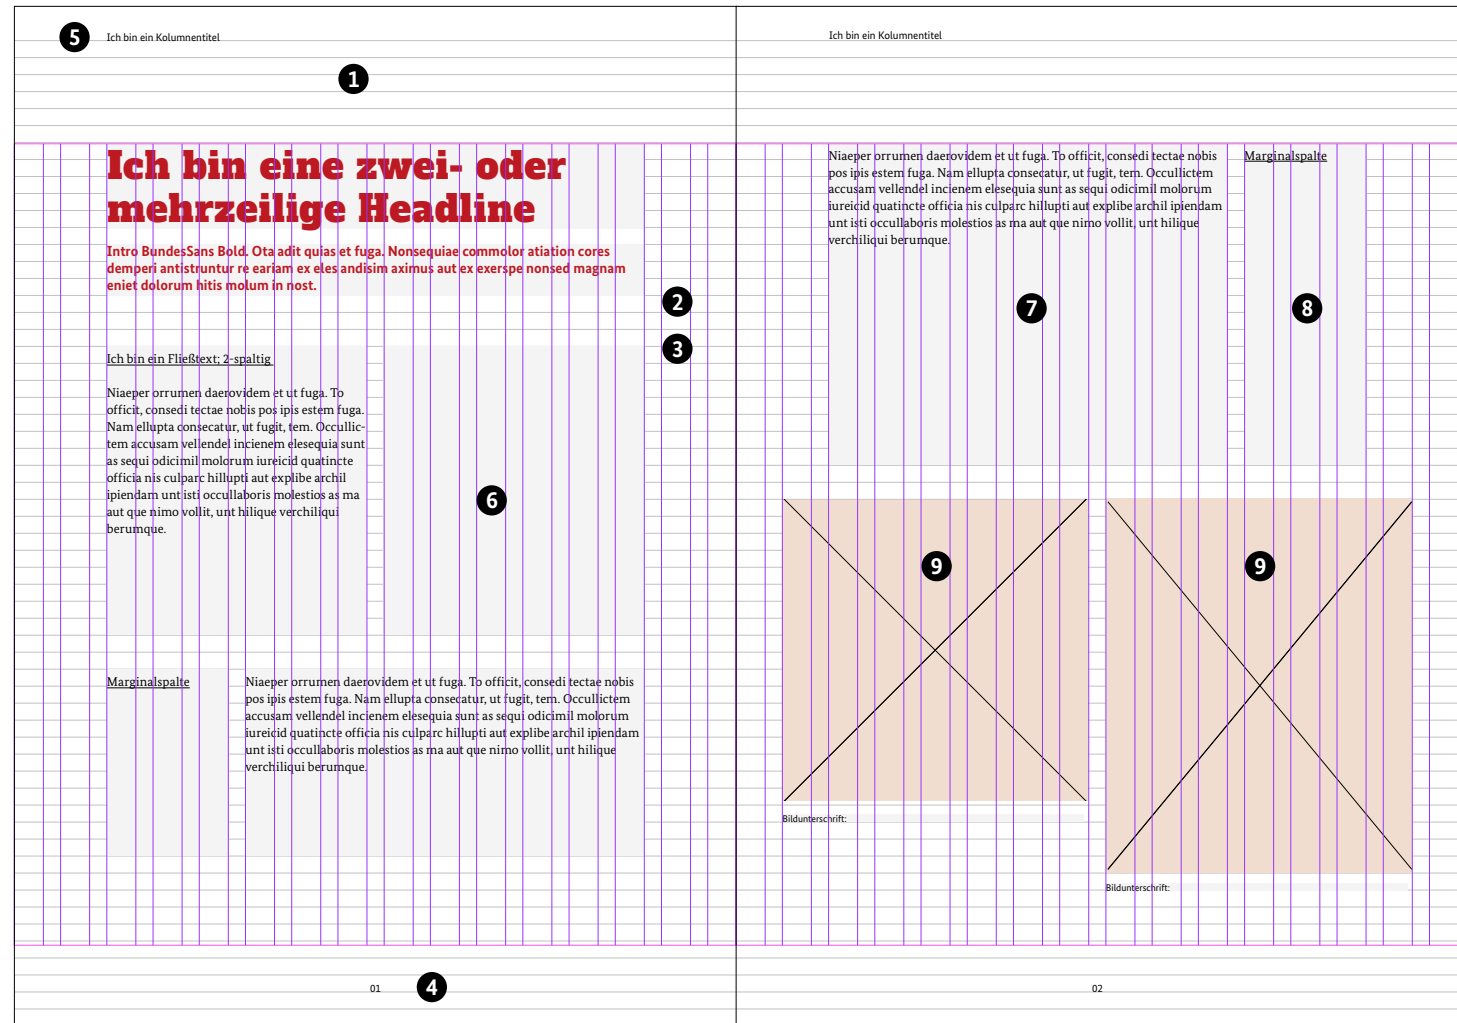 5
Ich bin ein Kolumnentitel
1
Ich bin eine zwei- oder
mehrzeilige Headline
Intro BundesSans Bold. Ota adit quias et fuga. Nonsequiae commolor atiation cores
demperi antistruntur re eariam ex eles andisim aximus aut ex exerspe nonsed magnam
eniet dolorum hitis molum in nost.
2
3
Ich bin ein Fließtext; 2-spaltig
Niaeper orrumen daerovidem et ut fuga. To
officit, consedi tectae nobis pos ipis estem fuga.
Nam ellupta consecatur, ut fugit, tem. Occullic-
tem accusam vellendel incienem elesequia sunt
as sequi odicimil molorum iureicid quatincte
officia nis culparc hillupti aut explibe archil
ipiendam unt isti occullaboris molestios as ma
aut que nimo vollit, unt hilique verchiliqui
berumque.
6
Marginalspalte
Niaeper orrumen daerovidem et ut fuga. To officit, consedi tectae nobis
pos ipis estem fuga. Nam ellupta consecatur, ut fugit, tem. Occullictem
accusam vellendel incienem elesequia sunt as sequi odicimil molorum
iureicid quatincte officia nis culparc hillupti aut explibe archil ipiendam
unt isti occullaboris molestios as ma aut que nimo vollit, unt hilique
verchiliqui berumque.
01
4
Ich bin ein Kolumnentitel
Niaeper orrumen daerovidem et ut fuga. To officit, consedi tectae nobis
pos ipis estem fuga. Nam ellupta consecatur, ut fugit, tem. Occullictem
accusam vellendel incienem elesequia sunt as sequi odicimil molorum
iureicid quatincte officia nis culparc hillupti aut explibe archil ipiendam
unt isti occullaboris molestios as ma aut que nimo vollit, unt hilique
verchiliqui berumque.
7
Marginalspalte
8
9
Bildunterschrift:
9
Bildunterschrift:
02